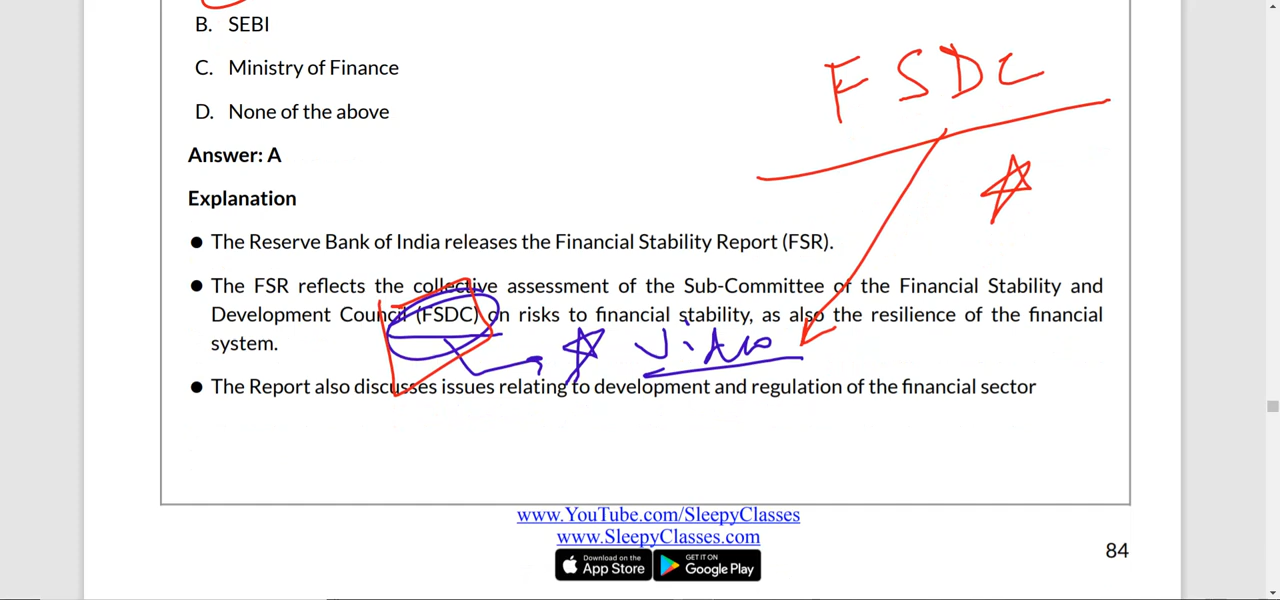 B. SEBI
C. Ministry of Finance
D. None of the above
FSDC
Answer: A
Explanation
● The Reserve Bank of India releases the Financial Stability Report (FSR).
● The FSR reflects the collective assessment of the Sub-Committee of the Financial Stability and
Development Council (FSDC) on risks to financial stability, as also the resilience of the financial
system.
Video
● The Report also discusses issues relating to development and regulation of the financial sector
www.YouTube.com/SleepyClasses
www.SleepyClasses.com
Download on the
App Store
GET IT ON
Google Play
84